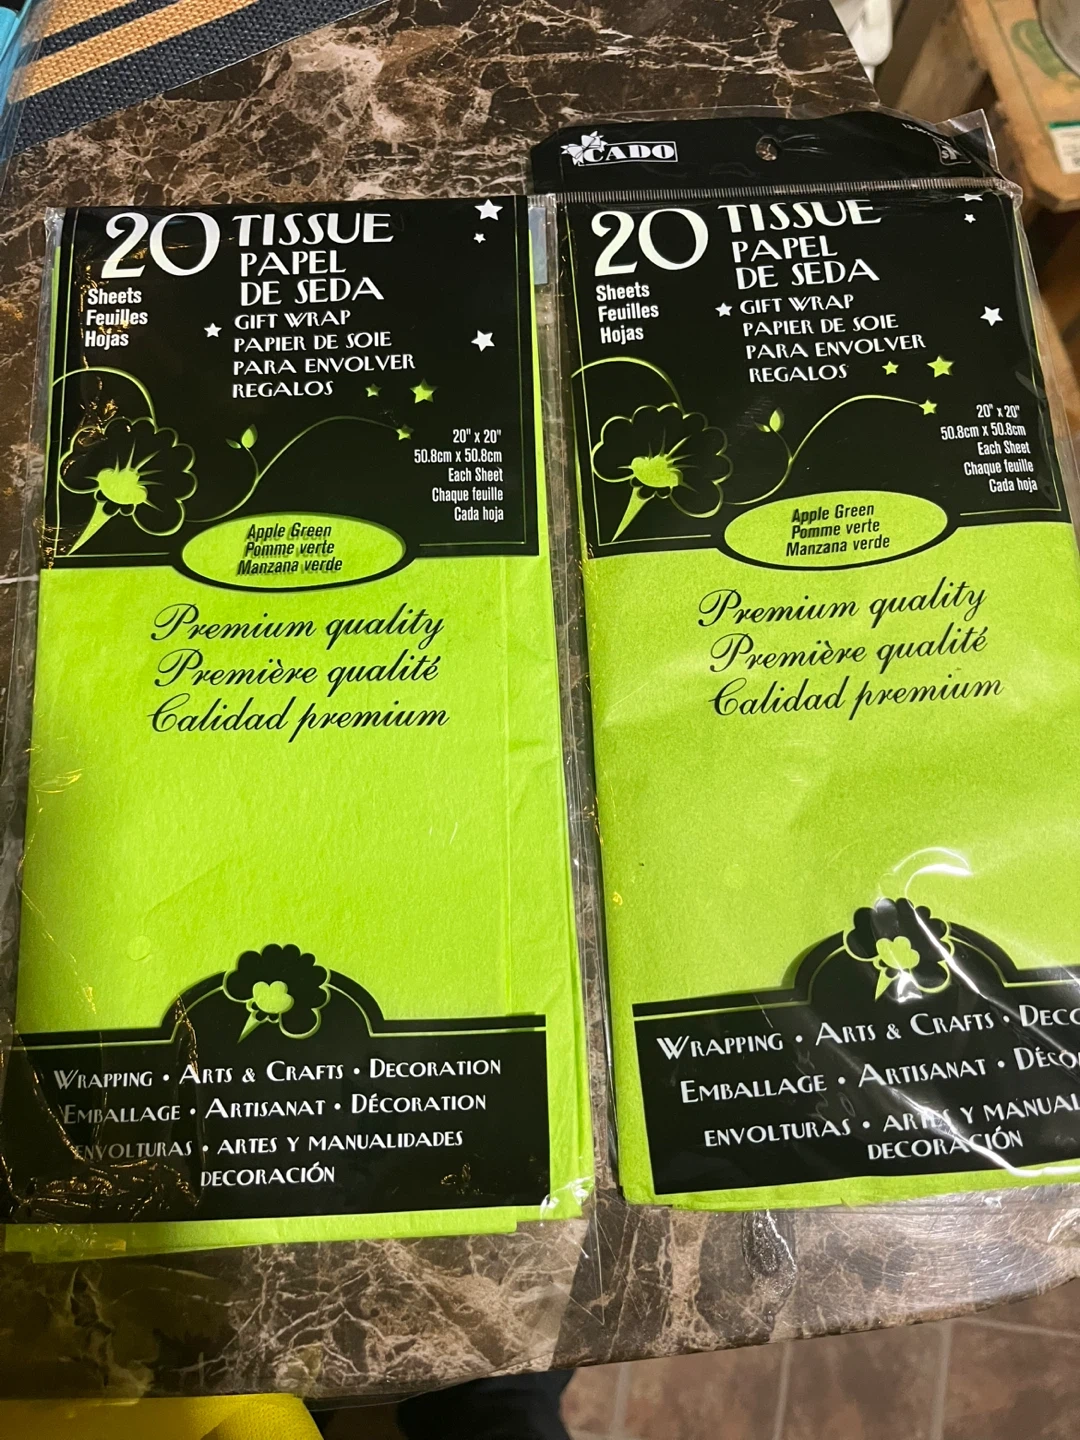 20
TISSUE
PAPEL
DE SEDA
Sheets
Feuilles
Hojas
GIFT WRAP
PAPIER DE SOIE
PARA ENVOLVER
REGALOS
20" x 20"
50.8cm x 50.8cm
Each Sheet
Chaque feuille
Cada hoja
Apple Green
Pomme verte
Manzana verde
Premium quality
Première qualité
Calidad premium
WRAPPING • ARTS & CRAFTS • DECORATION
EMBALLAGE • ARTISANAT • DÉCORATION
ENVOLTURAS • ARTES Y MANUALIDADES
DECORACIÓN
CADO
20
TISSUE
PAPEL
DE SEDA
Sheets
Feuilles
Hojas
GIFT WRAP
PAPIER DE SOIE
PARA ENVOLVER
REGALOS
20" x 20"
50.8cm x 50.8cm
Each Sheet
Chaque feuille
Cada hoja
Apple Green
Pomme verte
Manzana verde
Premium quality
Première qualité
Calidad premium
WRAPPING • ARTS & CRAFTS • DECO
EMBALLAGE • ARTISANAT • DÉCO
ENVOLTURAS • ARTES Y MANUAL
DECORACIÓN